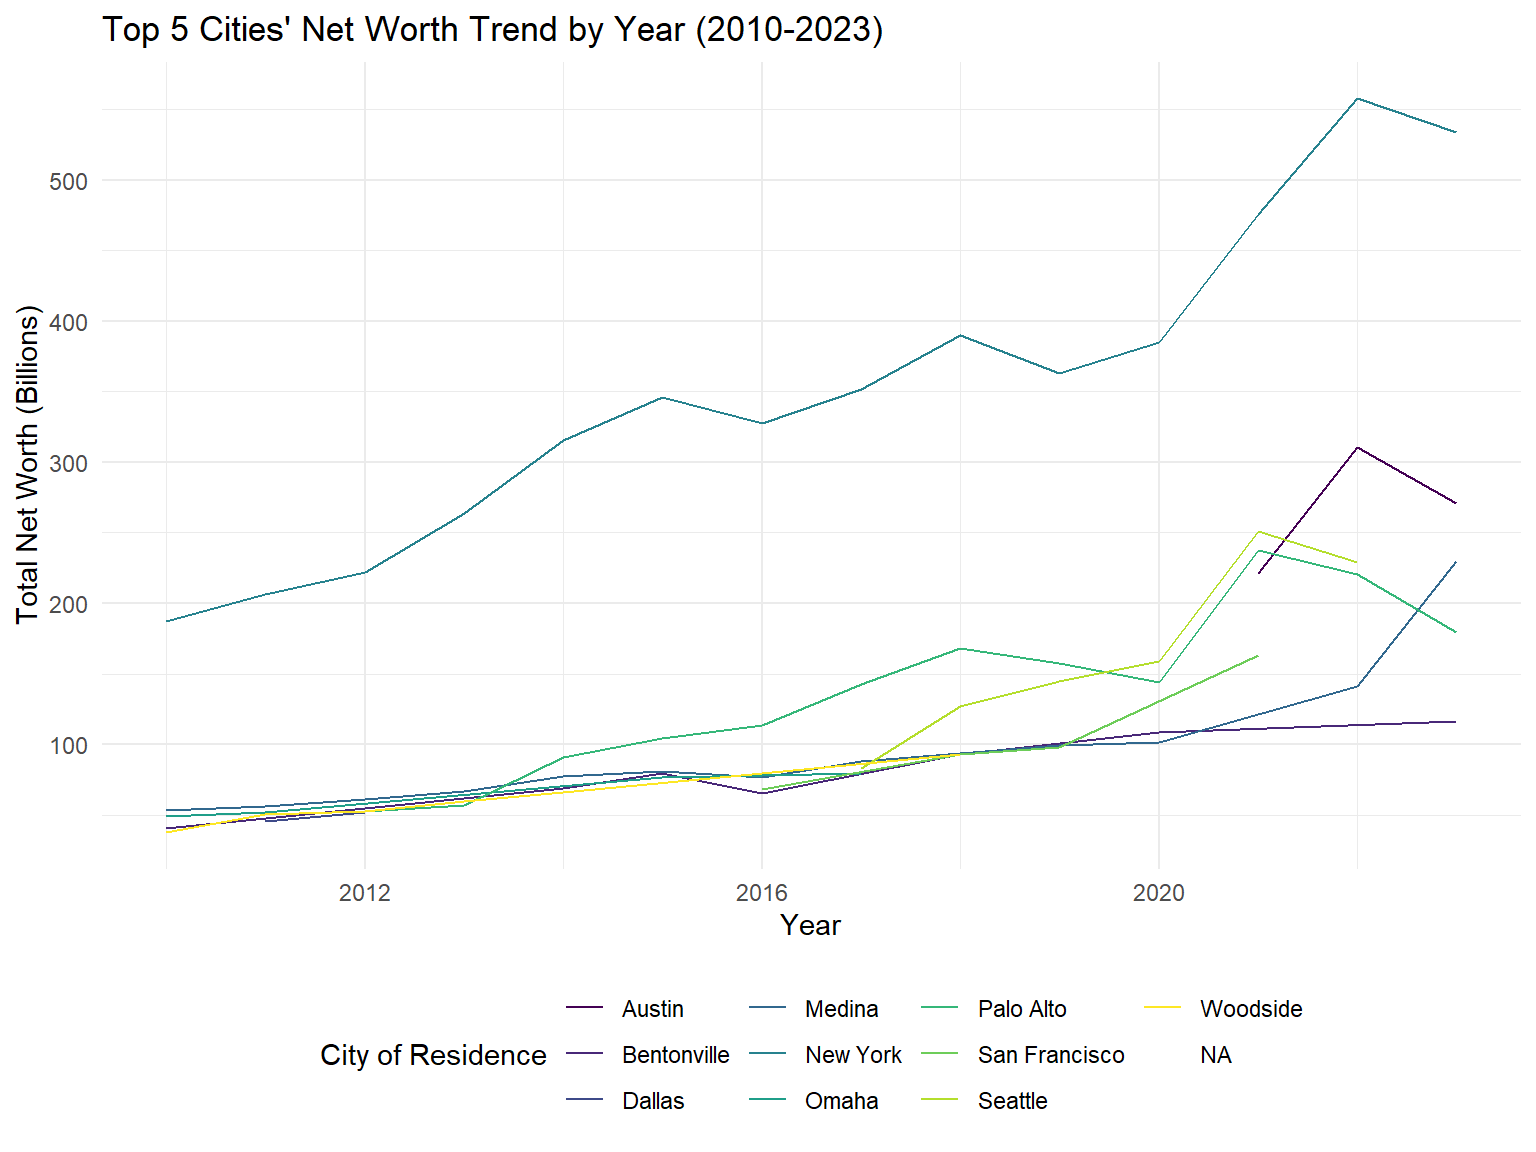 Top 5 Cities' Net Worth Trend by Year (2010-2023)
Total Net Worth (Billions)
500
400
300
200
100
2012 2016 2020
Year
City of Residence
Austin Medina Palo Alto Woodside
Bentonville New York San Francisco NA
Dallas Omaha Seattle